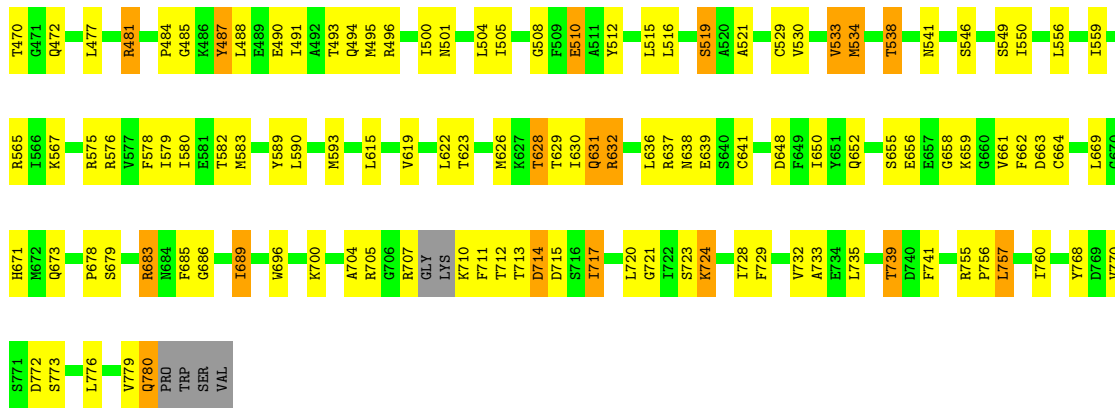 T470 G471 Q472 L477 R481 P484 G485 K486 Y487 L488 E489 E490 I491 A492 T493 Q494 M495 R496 I500 N501 L504 I505 G508 F509 E510 A511 Y512 L515 L516 S519 A520 A521 C529 V530 V533 M534 T538 N541 S546 S549 I550 L556 I559
R565 I566 K567 R575 R576 V577 F578 I579 I580 E581 T582 M583 Y589 L590 M593 L615 V619 L622 T623 M626 K627 T628 T629 I630 Q631 R632 L636 R637 N638 E639 S640 C641 D648 F649 I650 Y651 Q652 S655 E656 E657 G658 K659 G660 V661 F662 D663 C664 L669 G670
H671 M672 Q673 P678 S679 R683 N684 F685 G686 I689 W696 K700 A704 R705 G706 R707 GLY LYS K710 F711 T712 T713 D714 D715 S716 I717 L720 G721 I722 S723 K724 I728 F729 V732 A733 E734 L735 T739 D740 F741 R755 P756 L757 I760 Y768 D769
S771 D772 S773 L776 V779 Q780 PRO TRP SER VAL